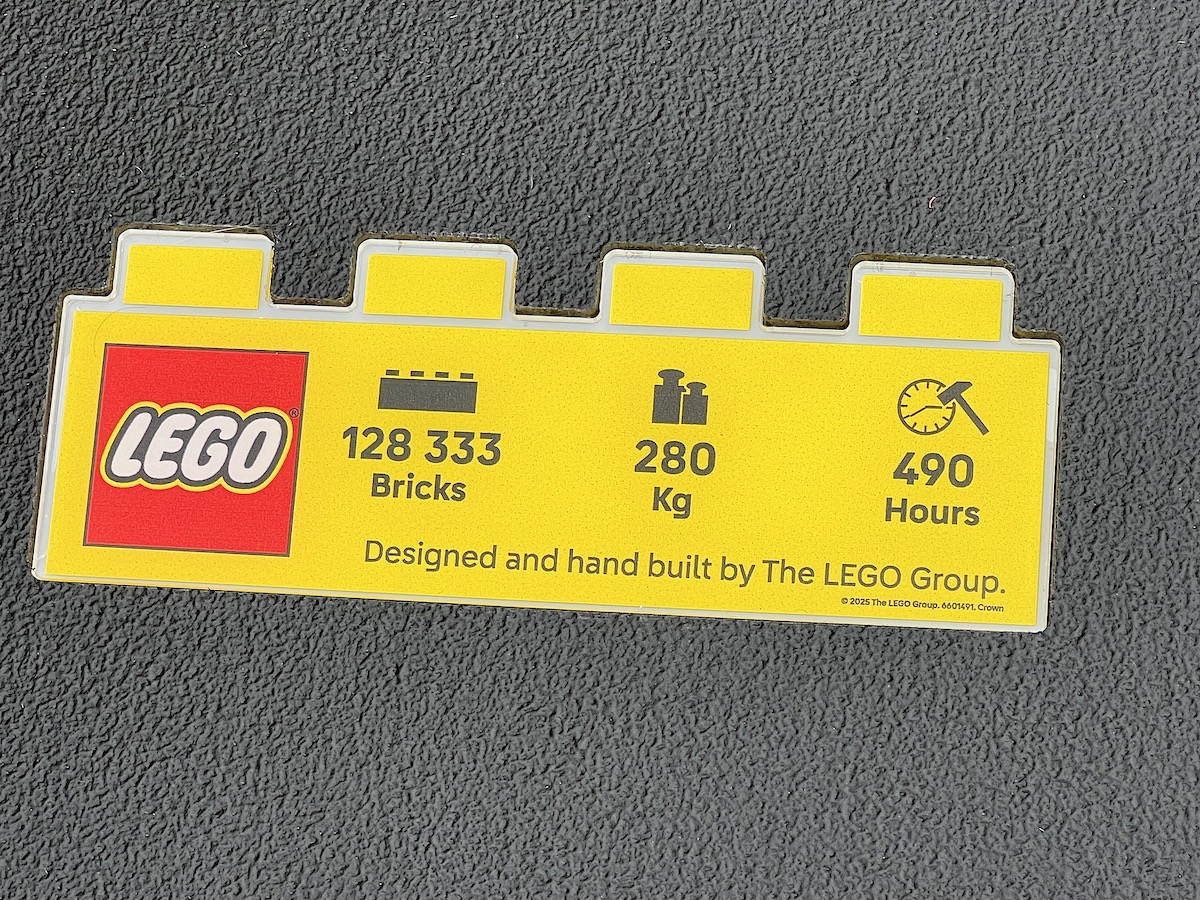 LEGO®
128 333
Bricks
280
Kg
490
Hours
Designed and hand built by The LEGO Group.
© 2025 The LEGO Group. 6601491. Crown